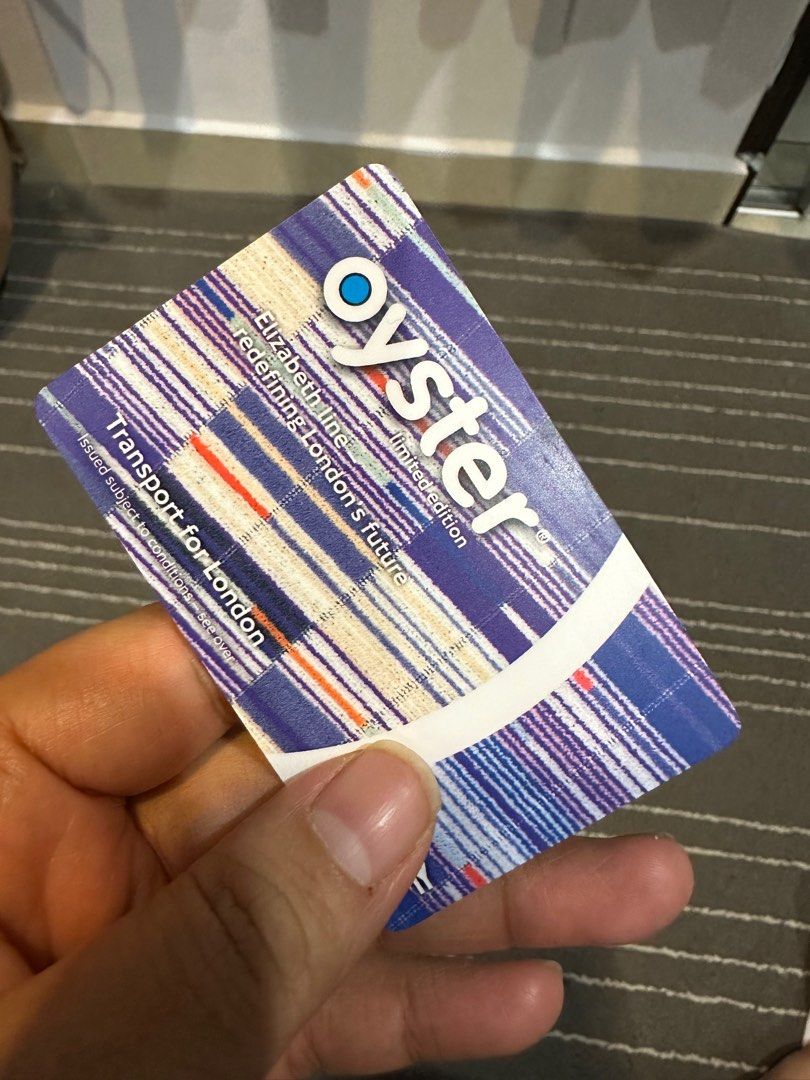 oyster®
limited edition
Elizabeth line
redefining London's future
Transport for London
Issued subject to conditions – see over